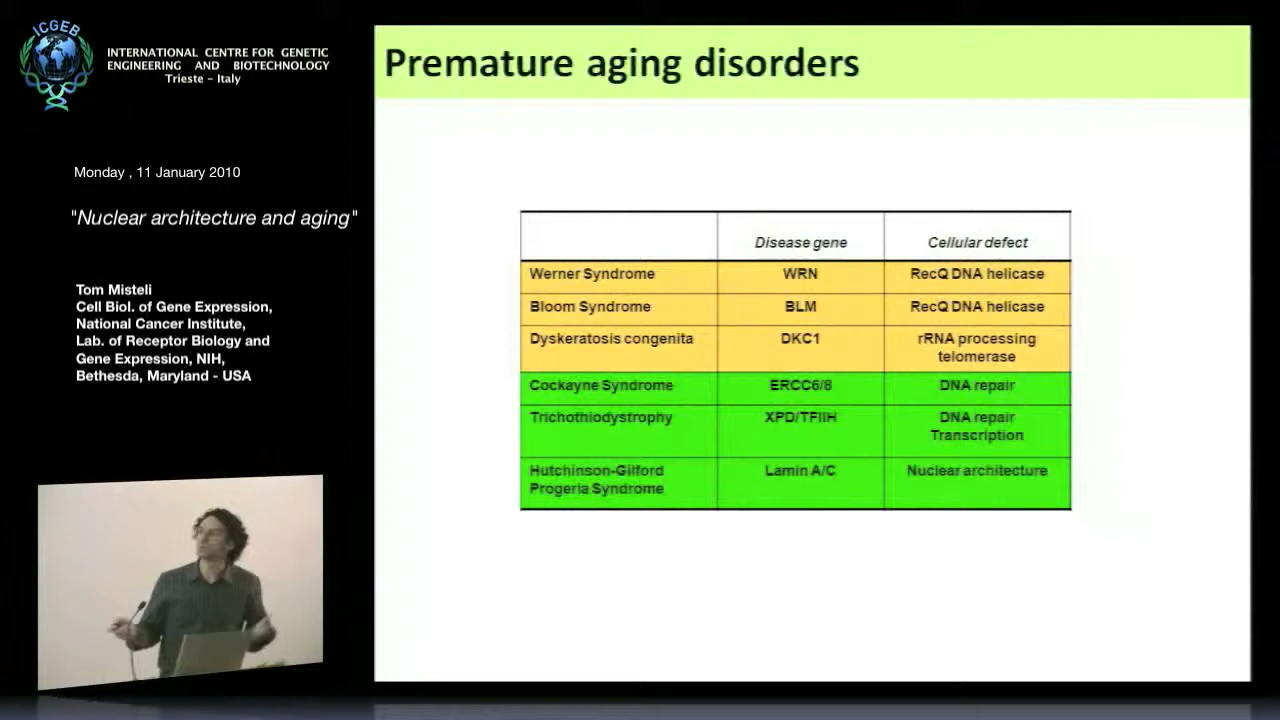 ICGEB
INTERNATIONAL CENTRE FOR GENETIC
ENGINEERING AND BIOTECHNOLOGY
Trieste - Italy
Monday , 11 January 2010
"Nuclear architecture and aging"
Tom Misteli
Cell Biol. of Gene Expression,
National Cancer Institute,
Lab. of Receptor Biology and
Gene Expression, NIH,
Bethesda, Maryland - USA
Premature aging disorders
Disease gene Cellular defect
Werner Syndrome WRN RecQ DNA helicase
Bloom Syndrome BLM RecQ DNA helicase
Dyskeratosis congenita DKC1 rRNA processing
telomerase
Cockayne Syndrome ERCC6/8 DNA repair
Trichothiodystrophy XPD/TFIIH DNA repair
Transcription
Hutchinson-Gilford Lamin A/C Nuclear architecture
Progeria Syndrome